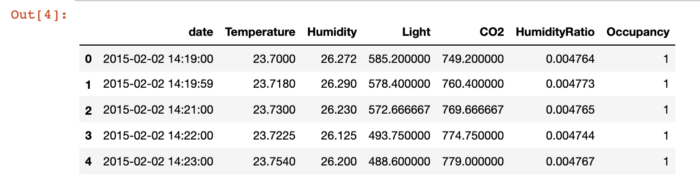 Out[4]:
date Temperature Humidity Light CO2 HumidityRatio Occupancy
0 2015-02-02 14:19:00 23.7000 26.272 585.200000 749.200000 0.004764 1
1 2015-02-02 14:19:59 23.7180 26.290 578.400000 760.400000 0.004773 1
2 2015-02-02 14:21:00 23.7300 26.230 572.666667 769.666667 0.004765 1
3 2015-02-02 14:22:00 23.7225 26.125 493.750000 774.750000 0.004744 1
4 2015-02-02 14:23:00 23.7540 26.200 488.600000 779.000000 0.004767 1